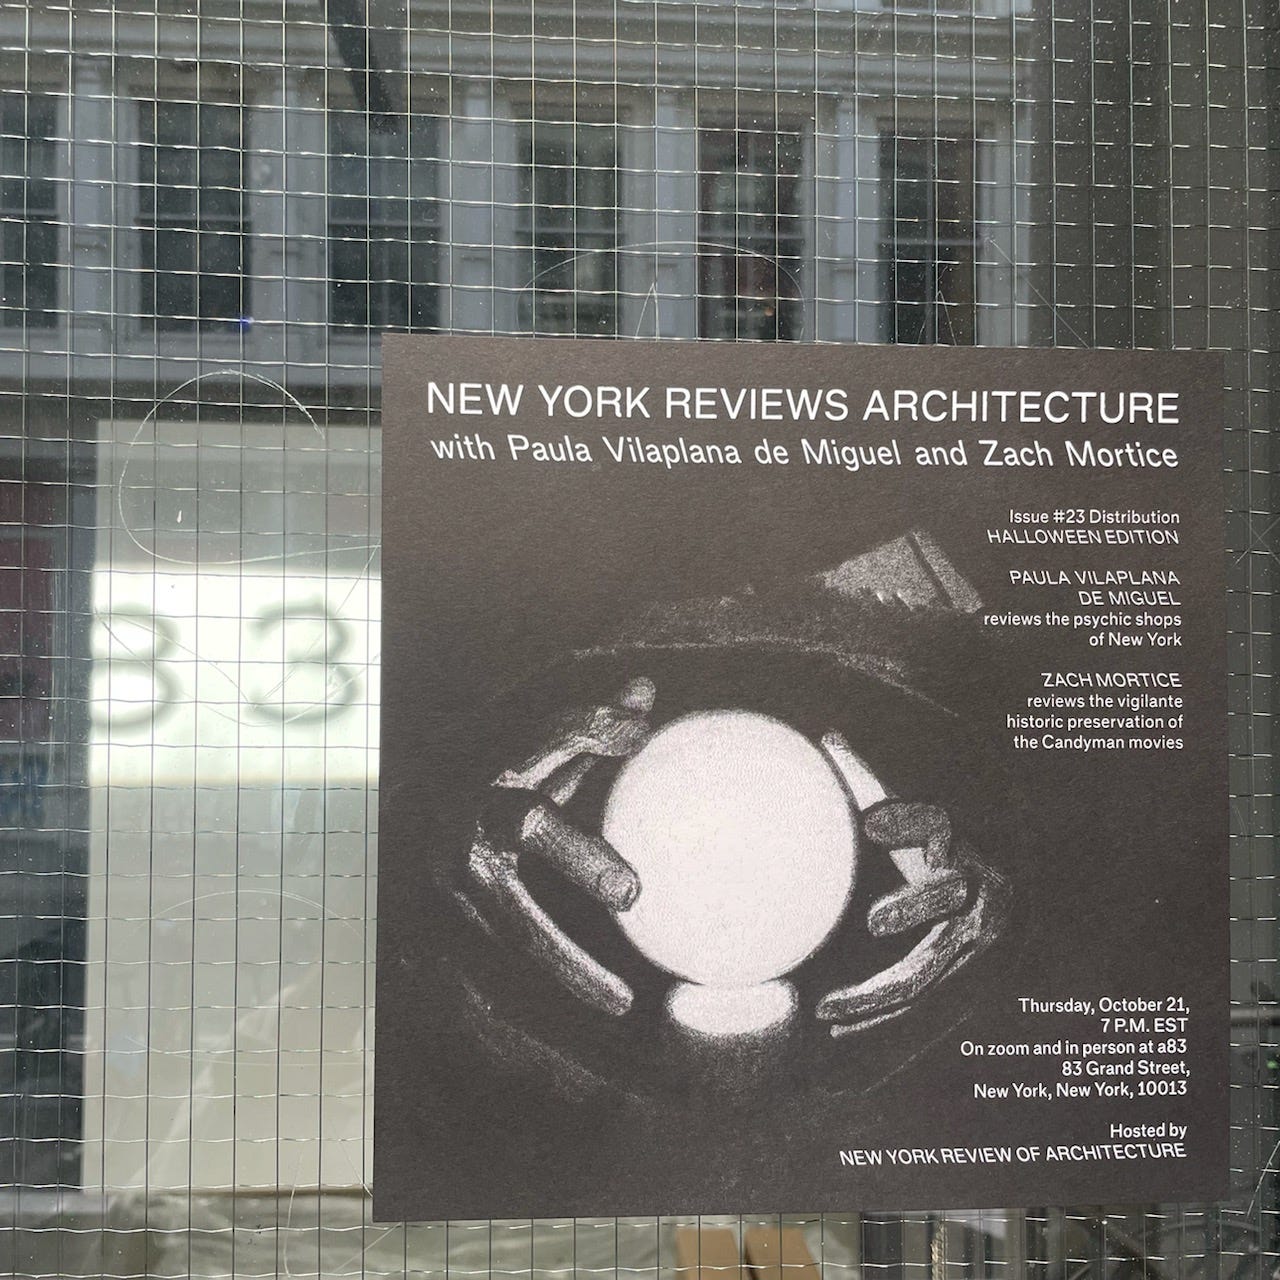 NEW YORK REVIEWS ARCHITECTURE
with Paula Vilaplana de Miguel and Zach Mortice
Issue #23 Distribution
HALLOWEEN EDITION
PAULA VILAPLANA
DE MIGUEL
reviews the psychic shops
of New York
ZACH MORTICE
reviews the vigilante
historic preservation of
the Candyman movies
83
Thursday, October 21,
7 P.M. EST
On zoom and in person at a83
83 Grand Street,
New York, New York, 10013
Hosted by
NEW YORK REVIEW OF ARCHITECTURE